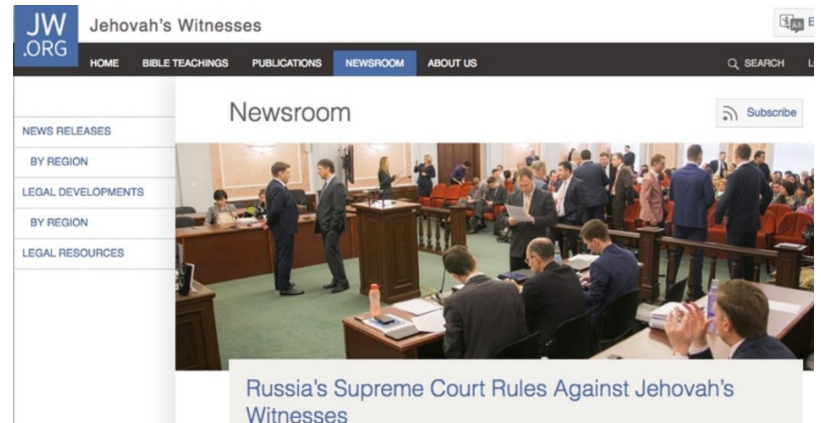 JW
.ORG
Jehovah's Witnesses
HOME BIBLE TEACHINGS PUBLICATIONS NEWSROOM ABOUT US SEARCH
Newsroom
Subscribe
NEWS RELEASES
BY REGION
LEGAL DEVELOPMENTS
BY REGION
LEGAL RESOURCES
Russia's Supreme Court Rules Against Jehovah's
Witnesses